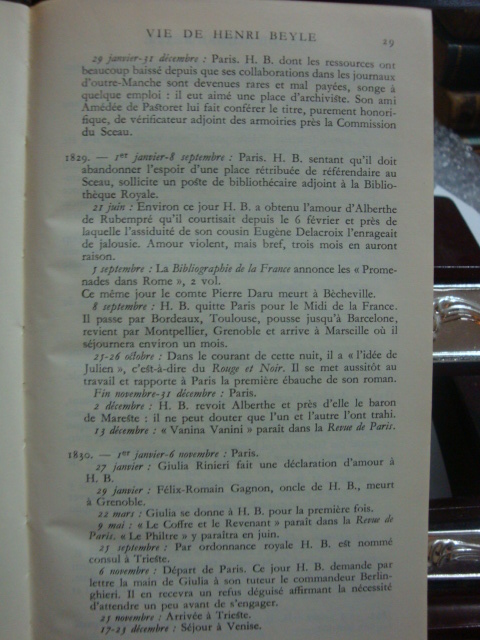 VIE DE HENRI BEYLE 29
29 janvier-31 décembre : Paris. H. B. dont les ressources ont
beaucoup baissé depuis que ses collaborations dans les journaux
d'outre-Manche sont devenues rares et mal payées, songe à
quelque emploi : il eut aimé une place d'archiviste. Son ami
Amédée de Pastoret lui fait conférer le titre, purement honori-
fique, de vérificateur adjoint des armoiries près la Commission
du Sceau.
1829. — 1er janvier-8 septembre : Paris. H. B. sentant qu'il doit
abandonner l'espoir d'une place rétribuée de référendaire au
Sceau, sollicite un poste de bibliothécaire adjoint à la Biblio-
thèque Royale.
21 juin : Environ ce jour H. B. a obtenu l'amour d'Alberthe
de Rubempré qu'il courtisait depuis le 6 février et près de
laquelle l'assiduité de son cousin Eugène Delacroix l'enrageait
de jalousie. Amour violent, mais bref, trois mois en auront
raison.
5 septembre : La Bibliographie de la France annonce les « Prome-
nades dans Rome », 2 vol.
Ce même jour le comte Pierre Daru meurt à Bècheville.
8 septembre : H. B. quitte Paris pour le Midi de la France.
Il passe par Bordeaux, Toulouse, pousse jusqu'à Barcelone,
revient par Montpellier, Grenoble et arrive à Marseille où il
séjournera environ un mois.
25-26 octobre : Dans le courant de cette nuit, il a « l'idée de
Julien », c'est-à-dire du Rouge et Noir. Il se met aussitôt au
travail et rapporte à Paris la première ébauche de son roman.
Fin novembre-31 décembre : Paris.
2 décembre : H. B. revoit Alberthe et près d'elle le baron
de Mareste : il ne peut douter que l'un et l'autre l'ont trahi.
13 décembre : « Vanina Vanini » paraît dans la Revue de Paris.
1830. — 1er janvier-6 novembre : Paris.
27 janvier : Giulia Rinieri fait une déclaration d'amour à
H. B.
29 janvier : Félix-Romain Gagnon, oncle de H. B., meurt
à Grenoble.
22 mars : Giulia se donne à H. B. pour la première fois.
9 mai : « Le Coffre et le Revenant » paraît dans la Revue de
Paris. « Le Philtre » y paraîtra en juin.
25 septembre : Par ordonnance royale H. B. est nommé
consul à Trieste.
6 novembre : Départ de Paris. Ce jour H. B. demande par
lettre la main de Giulia à son tuteur le commandeur Berlin-
ghieri. Il en recevra un refus déguisé affirmant la nécessité
d'attendre un peu avant de s'engager.
25 novembre : Arrivée à Trieste.
17-23 décembre : Séjour à Venise.